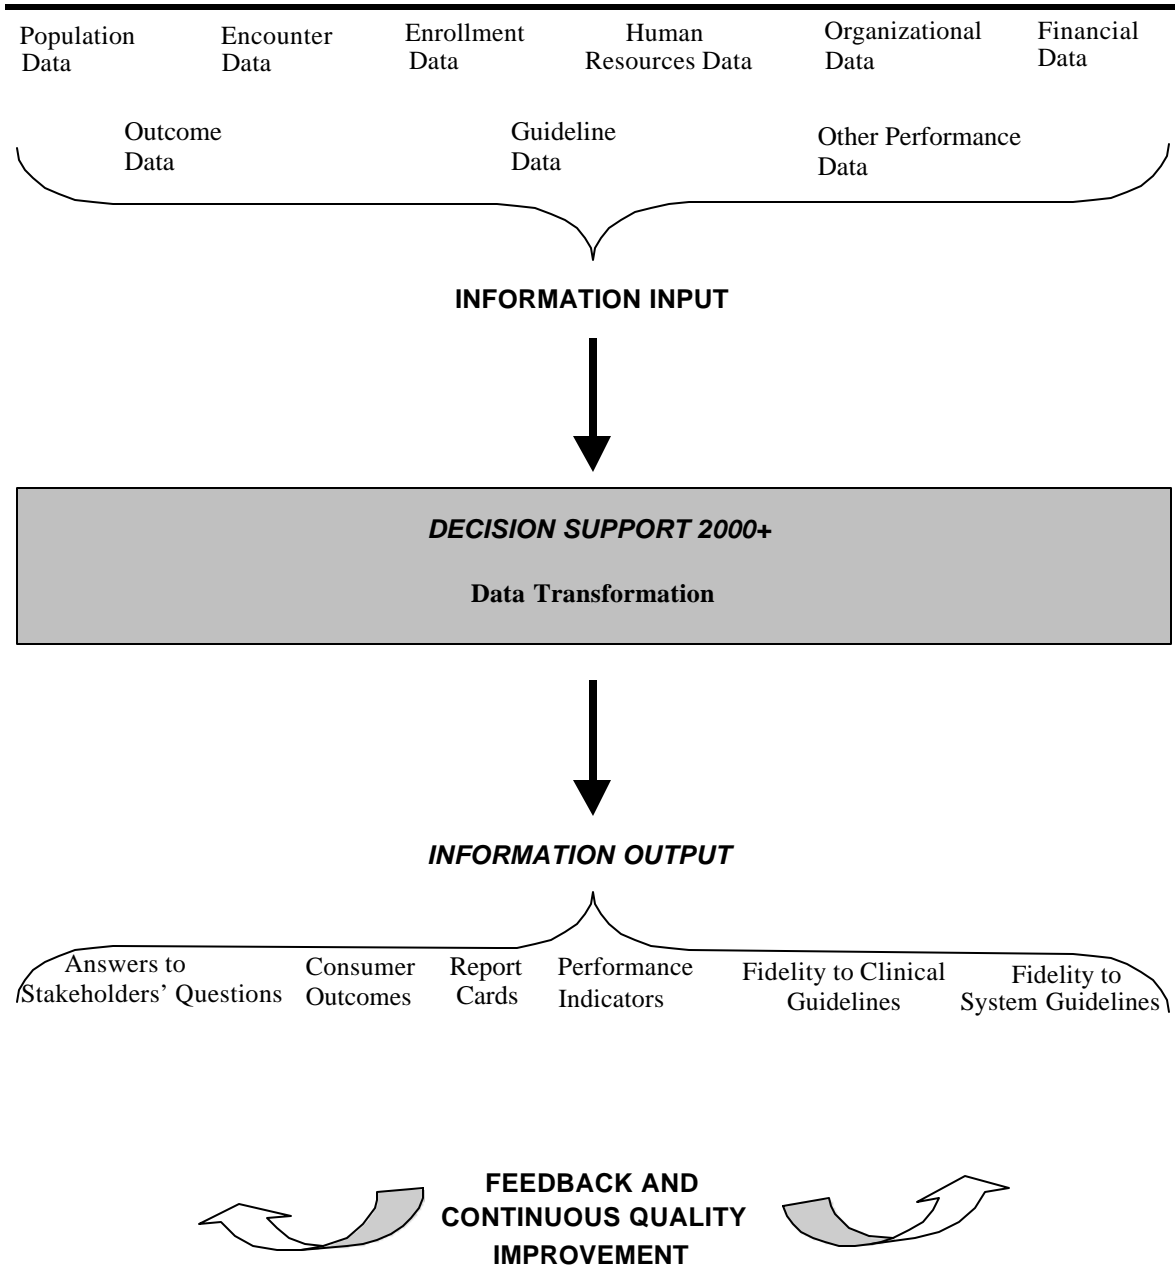 Population Encounter Enrollment Human Organizational Financial
Data Data Data Resources Data Data Data
Outcome Guideline Other Performance
Data Data Data
INFORMATION INPUT
DECISION SUPPORT 2000+
Data Transformation
INFORMATION OUTPUT
Answers to Consumer Report Performance Fidelity to Clinical Fidelity to
Stakeholders’ Questions Outcomes Cards Indicators Guidelines System Guidelines
FEEDBACK AND
CONTINUOUS QUALITY
IMPROVEMENT